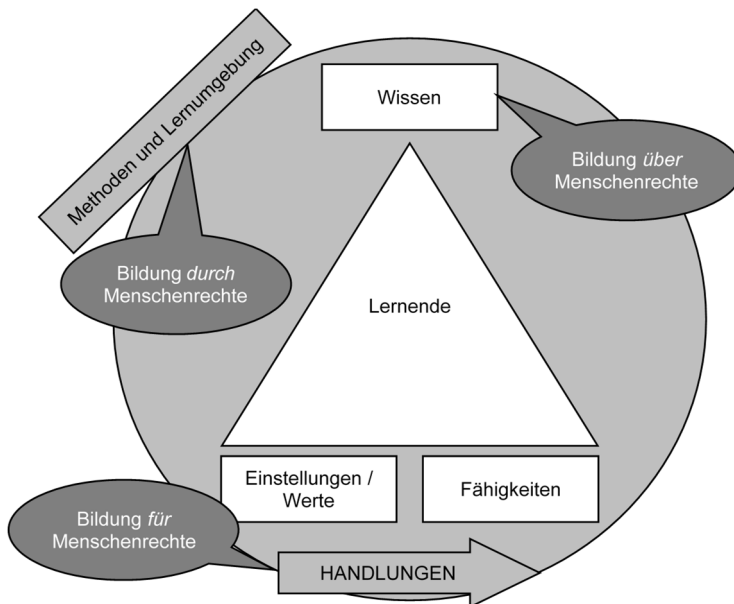 Methoden und Lernumgebung
Wissen
Bildung über
Menschenrechte
Bildung durch
Menschenrechte
Lernende
Einstellungen /
Werte
Fähigkeiten
Bildung für
Menschenrechte
HANDLUNGEN